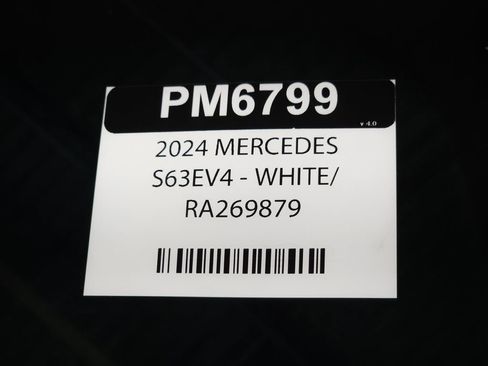 PM6799
v 4.0
2024 MERCEDES
S63EV4 - WHITE/
RA269879